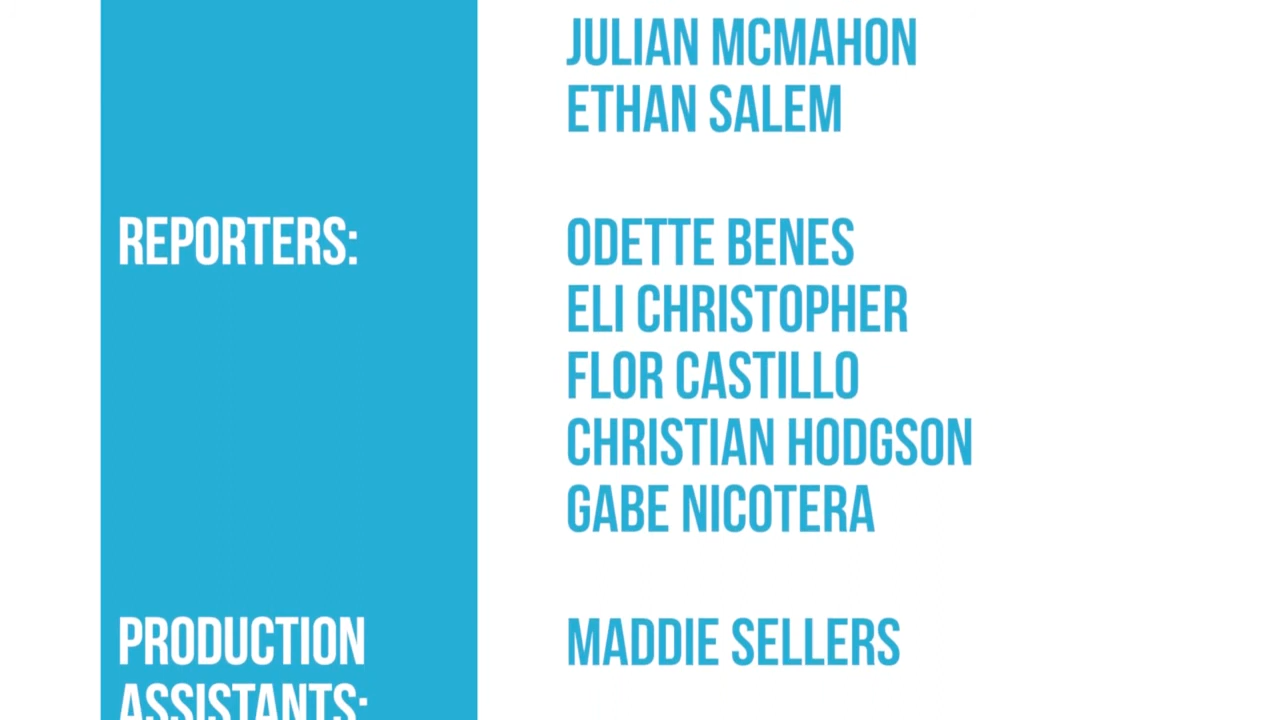 JULIAN MCMAHON
ETHAN SALEM
REPORTERS: ODETTE BENES
ELI CHRISTOPHER
FLOR CASTILLO
CHRISTIAN HODGSON
GABE NICOTERA
PRODUCTION MADDIE SELLERS
ASSISTANTS: